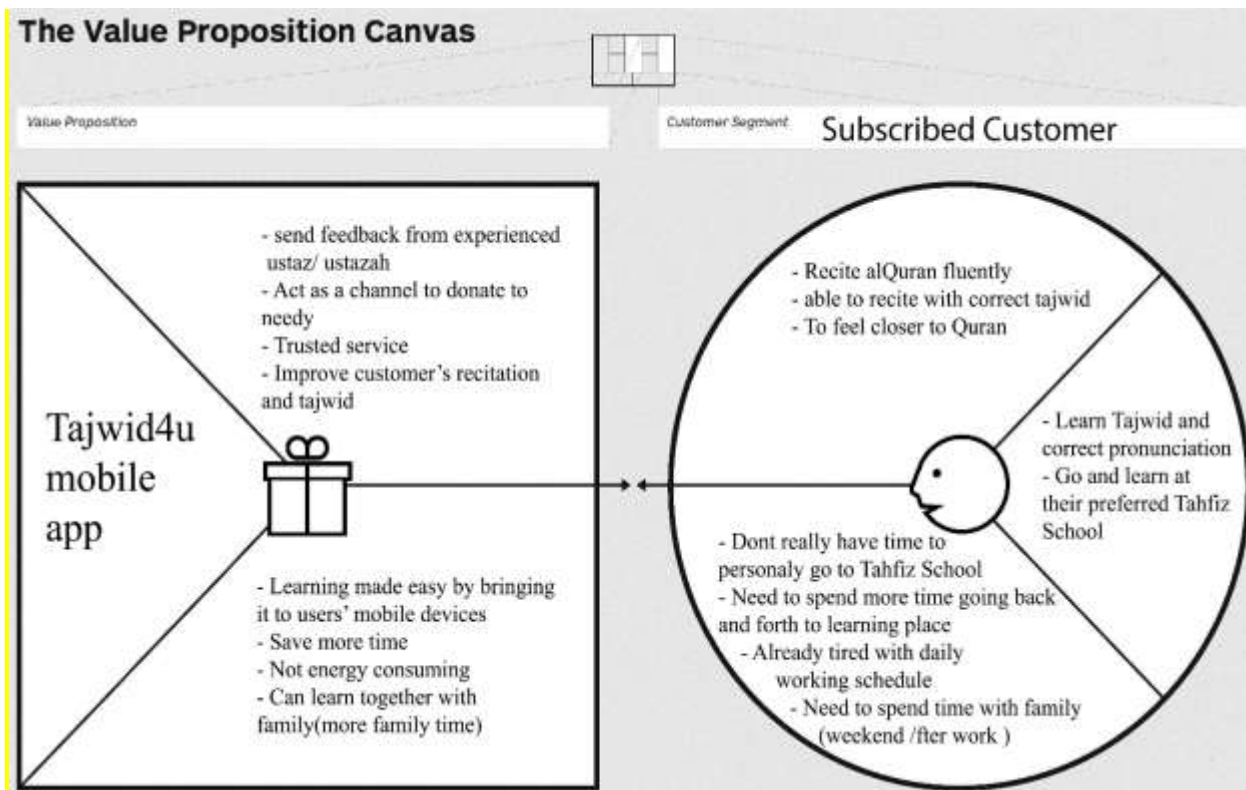 The Value Proposition Canvas
Value Proposition
Customer Segment
Subscribed Customer
- send feedback from experienced
ustaz/ ustazah
- Act as a channel to donate to
needy
- Trusted service
- Improve customer's recitation
and tajwid
Tajwid4u
mobile
app
- Learning made easy by bringing
it to users' mobile devices
- Save more time
- Not energy consuming
- Can learn together with
family(more family time)
- Recite alQuran fluently
- able to recite with correct tajwid
- To feel closer to Quran
- Learn Tajwid and
correct pronunciation
- Go and learn at
their preferred Tahfiz
School
- Dont really have time to
personaly go to Tahfiz School
- Need to spend more time going back
and forth to learning place
- Already tired with daily
working schedule
- Need to spend time with family
(weekend /fter work )